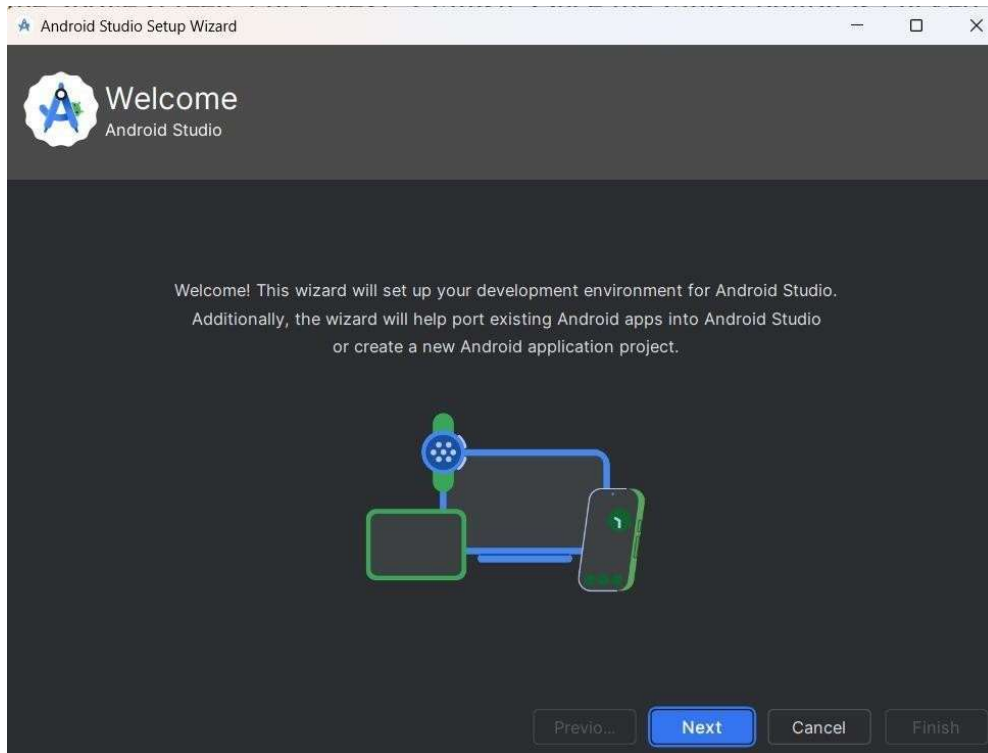 Android Studio Setup Wizard
Welcome
Android Studio
Welcome! This wizard will set up your development environment for Android Studio.
Additionally, the wizard will help port existing Android apps into Android Studio
or create a new Android application project.
Previo...
Next
Cancel
Finish